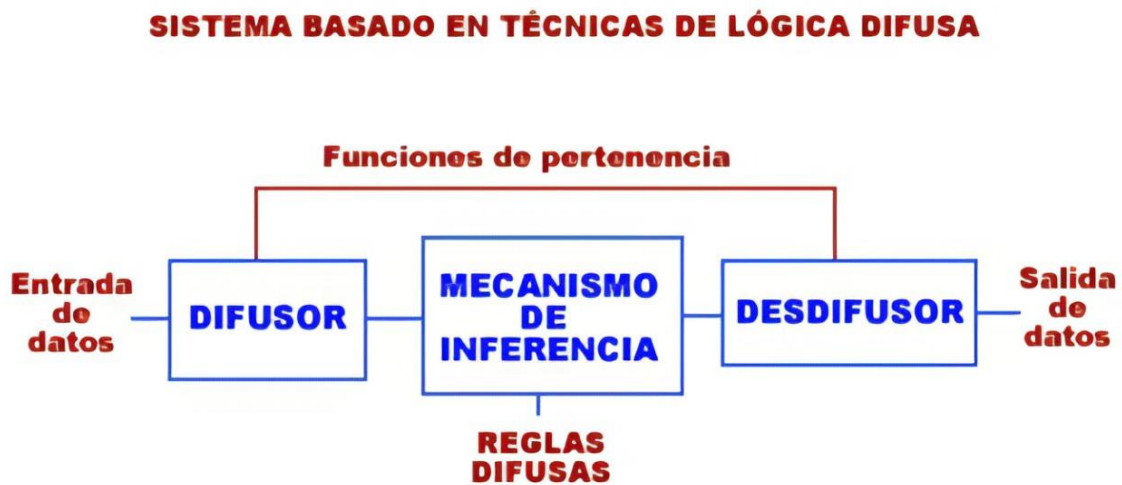 SISTEMA BASADO EN TÉCNICAS DE LÓGICA DIFUSA
Funciones de pertenencia
Entrada
de
datos
DIFUSOR
MECANISMO
DE
INFERENCIA
DESDIFUSOR
Salida
de
datos
REGLAS
DIFUSAS